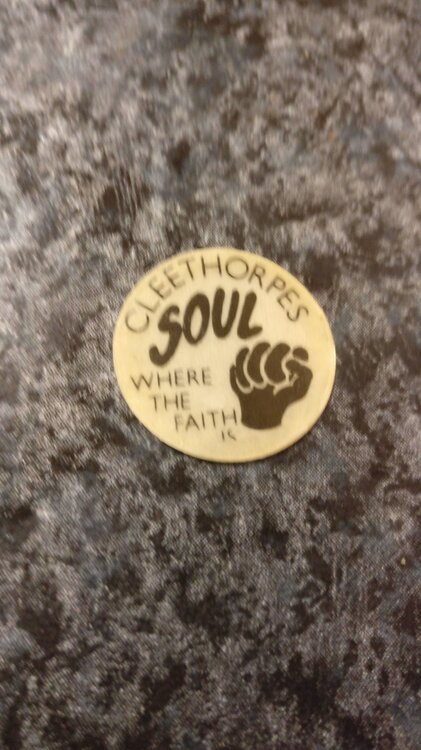 CLEETHORPES
SOUL
WHERE
THE
FAITH
IS